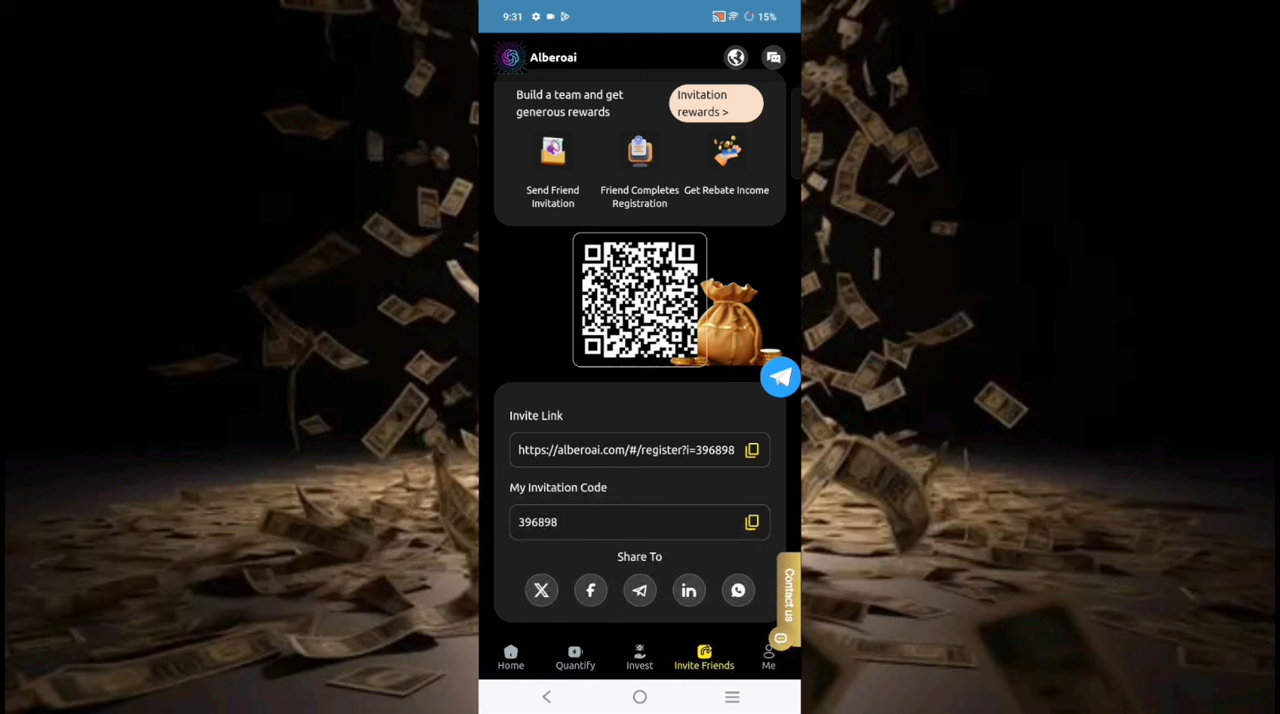 9:31
15%
Alberoai
Build a team and get
generous rewards
Invitation
rewards >
Send Friend
Invitation
Friend Completes
Registration
Get Rebate Income
Invite Link
https://alberoai.com/#/register?i=396898
My Invitation Code
396898
Share To
Contact us
Home
Quantify
Invest
Invite Friends
Me